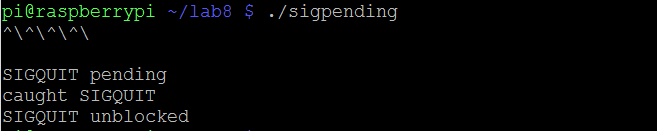 pi@raspberrypi ~/lab8 $ ./sigpending
^\^\^\^\
SIGQUIT pending
caught SIGQUIT
SIGQUIT unblocked